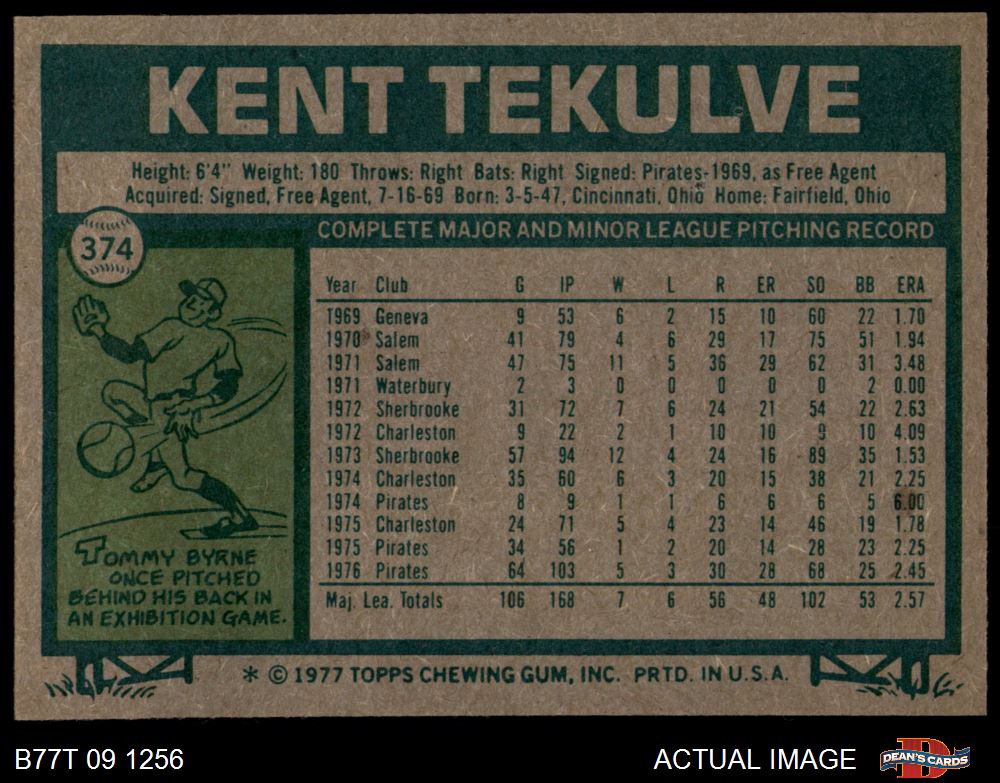 KENT TEKULVE
Height: 6'4" Weight: 180 Throws: Right Bats: Right Signed: Pirates-1969, as Free Agent
Acquired: Signed, Free Agent, 7-16-69 Born: 3-5-47, Cincinnati, Ohio Home: Fairfield, Ohio
374
COMPLETE MAJOR AND MINOR LEAGUE PITCHING RECORD
Year Club G IP W L R ER SO BB ERA
1969 Geneva 9 53 6 2 15 10 60 22 1.70
1970 Salem 41 79 4 6 29 17 75 51 1.94
1971 Salem 47 75 11 5 36 29 62 31 3.48
1971 Waterbury 2 3 0 0 0 0 0 2 0.00
1972 Sherbrooke 31 72 7 6 24 21 54 22 2.63
1972 Charleston 9 22 2 1 10 10 9 10 4.09
1973 Sherbrooke 57 94 12 4 24 16 89 35 1.53
1974 Charleston 35 60 6 3 20 15 38 21 2.25
1974 Pirates 8 9 1 1 6 6 6 5 6.00
1975 Charleston 24 71 5 4 23 14 46 19 1.78
1975 Pirates 34 56 1 2 20 14 28 23 2.25
1976 Pirates 64 103 5 3 30 28 68 25 2.45
Maj. Lea. Totals 106 168 7 6 56 48 102 53 2.57
TOMMY BYRNE
ONCE PITCHED
BEHIND HIS BACK IN
AN EXHIBITION GAME.
* © 1977 TOPPS CHEWING GUM, INC. PRTD. IN U.S.A.
B77T 09 1256
ACTUAL IMAGE
DEAN'S CARDS